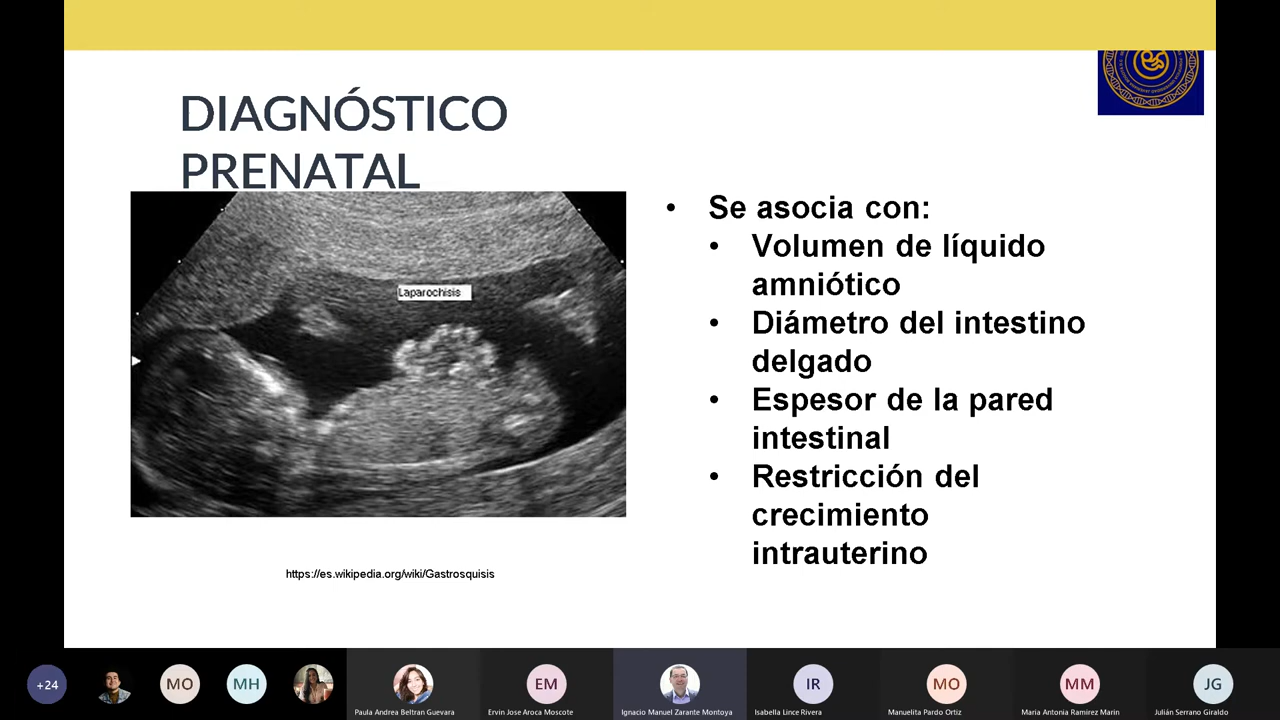 DIAGNÓSTICO
PRENATAL
Laparochisis
https://es.wikipedia.org/wiki/Gastrosquisis
• Se asocia con:
• Volumen de líquido
amniótico
• Diámetro del intestino
delgado
• Espesor de la pared
intestinal
• Restricción del
crecimiento
intrauterino
+24
MO
MH
Paula Andrea Beltran Guevara
EM
Ervin Jose Aroca Moscote
Ignacio Manuel Zarante Montoya
IR
Isabella Lince Rivera
MO
Manuelita Pardo Ortiz
MM
Maria Antonia Ramirez Marin
JG
Julián Serrano Giraldo